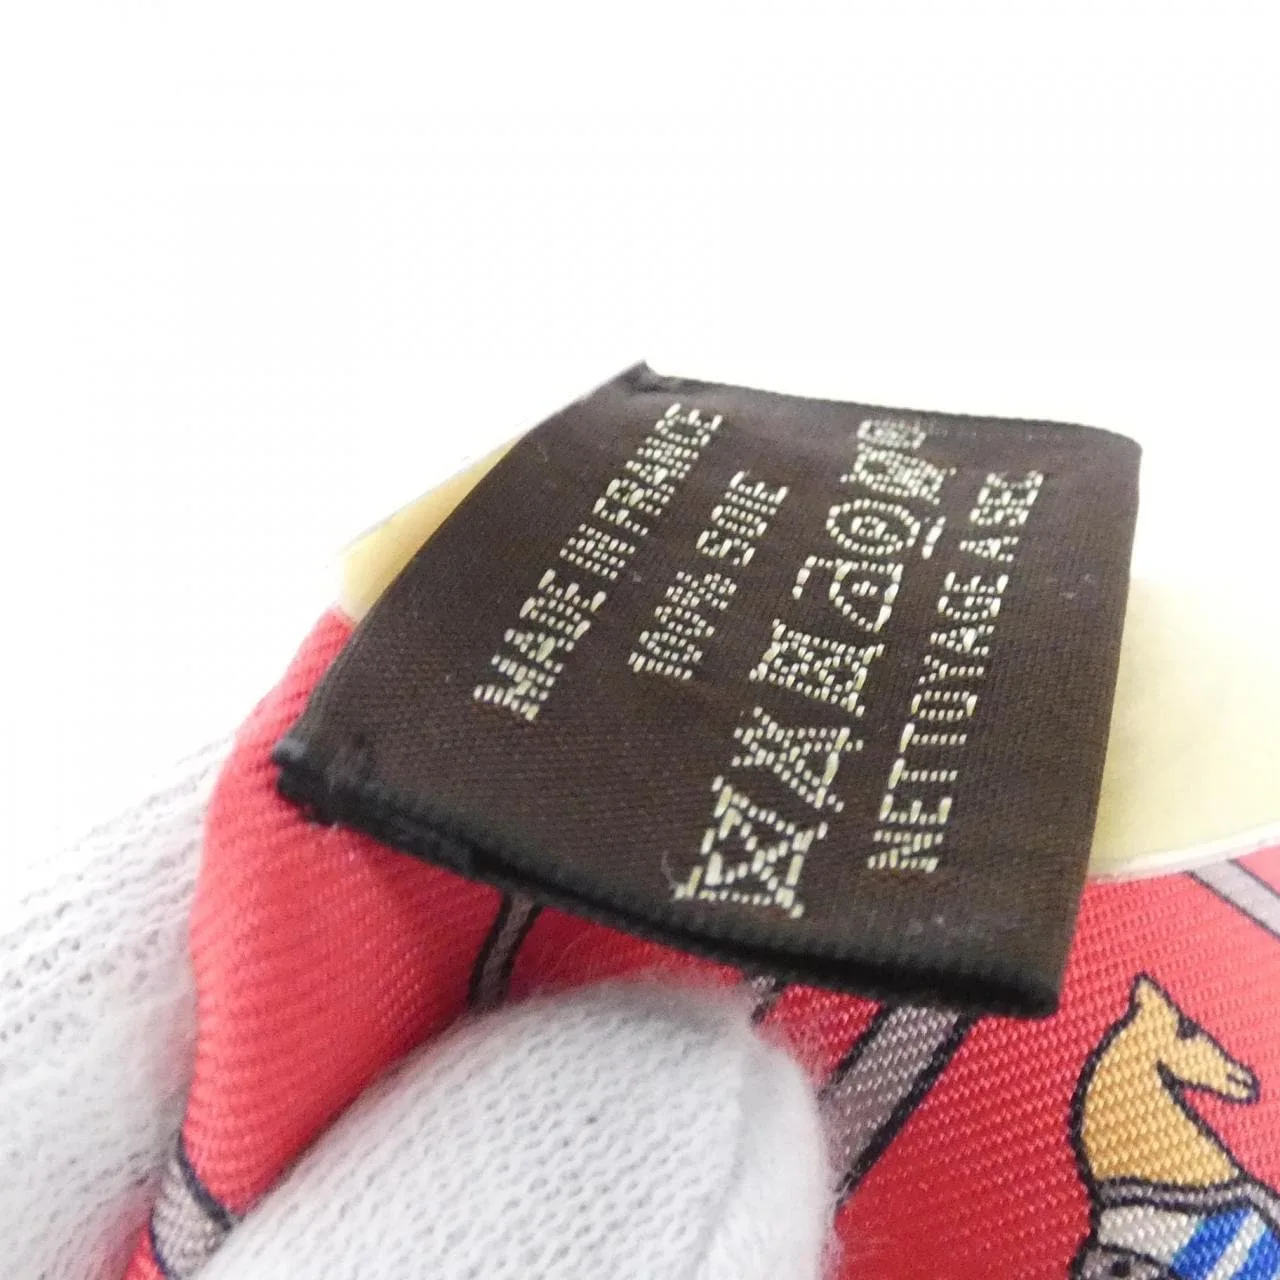 MADE IN FRANCE
100% SOIE
NETTOYAGE A SEC